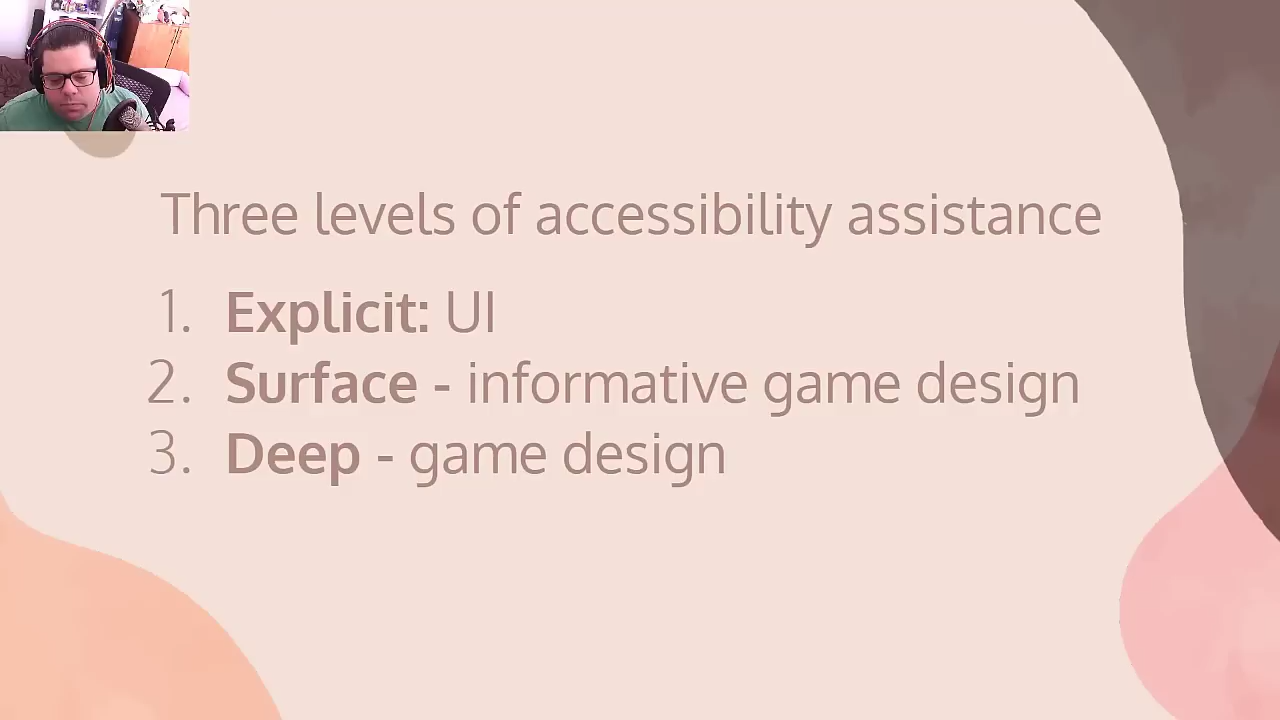 Three levels of accessibility assistance
1. Explicit: UI
2. Surface - informative game design
3. Deep - game design